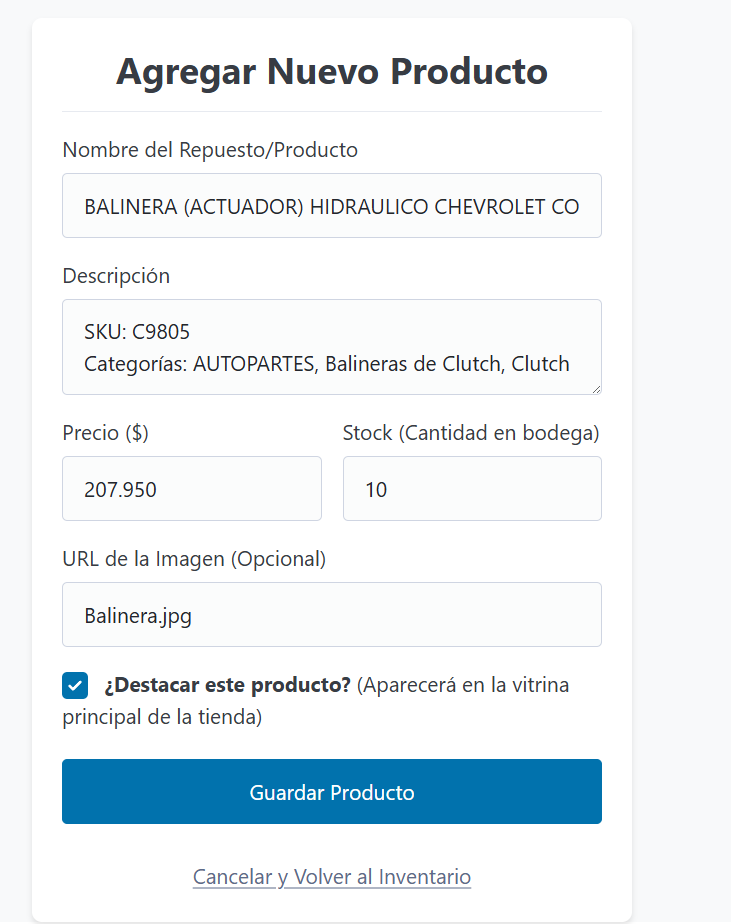 Agregar Nuevo Producto
Nombre del Repuesto/Producto
BALINERA (ACTUADOR) HIDRAULICO CHEVROLET CO
Descripción
SKU: C9805
Categorías: AUTOPARTES, Balineras de Clutch, Clutch
Precio ($)
Stock (Cantidad en bodega)
207.950
10
URL de la Imagen (Opcional)
Balinera.jpg
¿Destacar este producto? (Aparecerá en la vitrina
principal de la tienda)
Guardar Producto
Cancelar y Volver al Inventario